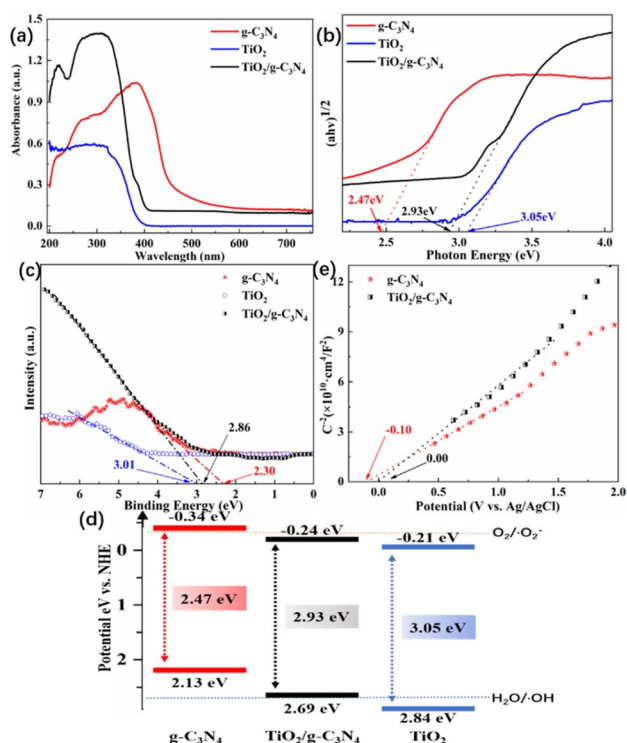 (a)
g-C₃N₄
TiO₂
TiO₂/g-C₃N₄
Absorbance (a.u.)
1.5
1.2
0.9
0.6
0.3
0.0
200 300 400 500 600 700
Wavelength (nm)
(b)
g-C₃N₄
TiO₂
TiO₂/g-C₃N₄
(ahv)^1/2
2.47eV
2.93eV
3.05eV
2.5 3.0 3.5 4.0
Photon Energy (eV)
(c)
g-C₃N₄
TiO₂
TiO₂/g-C₃N₄
Intensity (a.u.)
3.01
2.86
2.30
7 6 5 4 3 2 1 0
Binding Energy (eV)
(e)
g-C₃N₄
TiO₂/g-C₃N₄
C⁻²(×10¹⁰·cm⁴/F²)
12
9
6
3
0
-0.10
0.00
0.0 0.5 1.0 1.5 2.0
Potential (V vs. Ag/AgCl)
(d)
Potential eV vs. NHE
0
1
2
-0.34 eV
-0.24 eV
-0.21 eV
O₂/·O₂⁻
2.47 eV
2.93 eV
3.05 eV
2.13 eV
2.69 eV
2.84 eV
H₂O/·OH
g-C₃N₄
TiO₂/g-C₃N₄
TiO₂